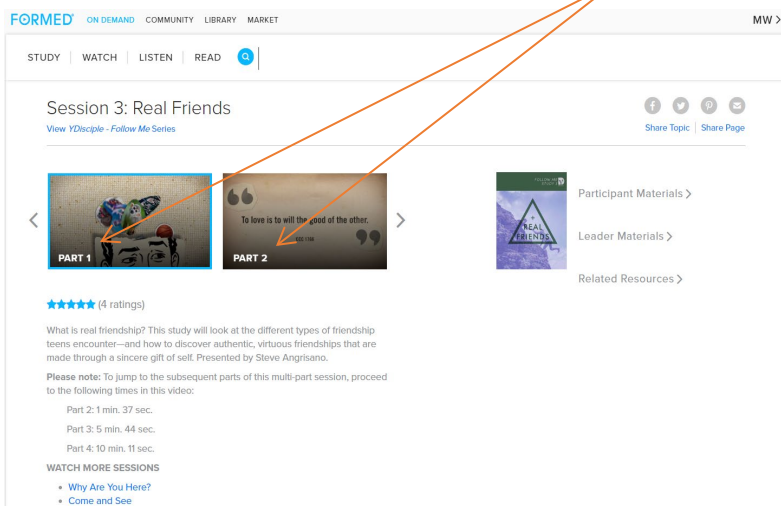 FORMED ON DEMAND COMMUNITY LIBRARY MARKET MW >
STUDY WATCH LISTEN READ
Session 3: Real Friends
View YDisciple - Follow Me Series
Share Topic Share Page
PART 1
To love is to will the good of the other.
PART 2
FOLLOW ME
REAL
FRIENDS
Participant Materials >
Leader Materials >
Related Resources >
(4 ratings)
What is real friendship? This study will look at the different types of friendship
teens encounter—and how to discover authentic, virtuous friendships that are
made through a sincere gift of self. Presented by Steve Angrisano.
Please note: To jump to the subsequent parts of this multi-part session, proceed
to the following times in this video:
Part 2: 1 min. 37 sec.
Part 3: 5 min. 44 sec.
Part 4: 10 min. 11 sec.
WATCH MORE SESSIONS
• Why Are You Here?
• Come and See